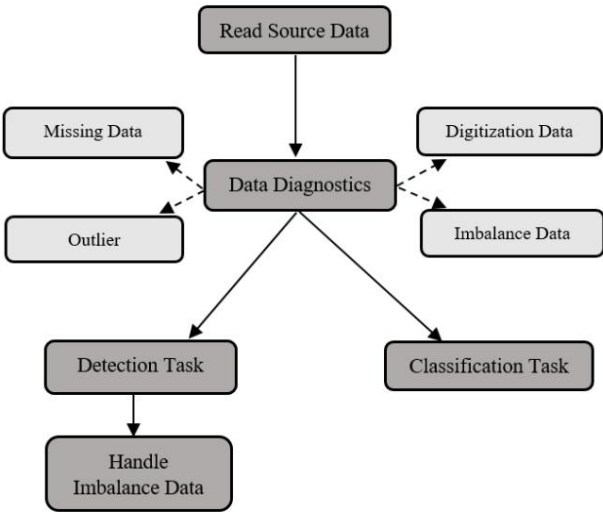 Read Source Data
Missing Data
Digitization Data
Data Diagnostics
Outlier
Imbalance Data
Detection Task
Classification Task
Handle
Imbalance Data